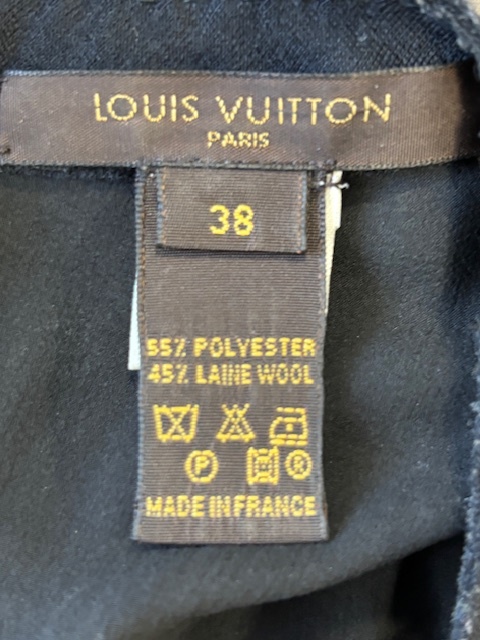 LOUIS VUITTON
PARIS
38
55% POLYESTER
45% LAINE WOOL
P
R
MADE IN FRANCE